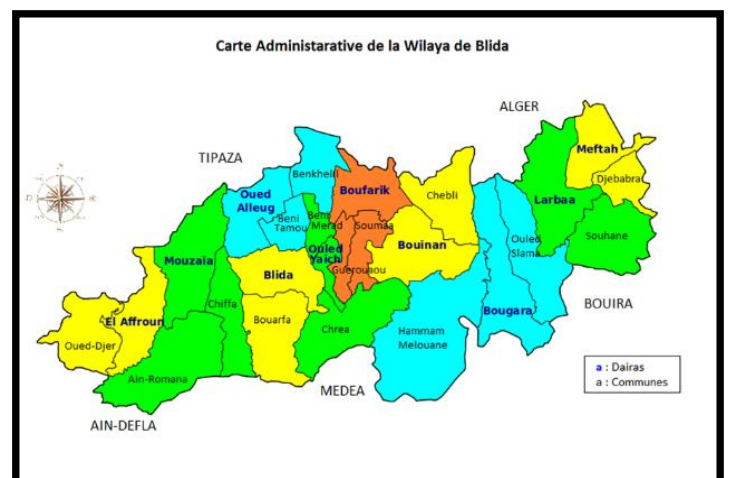 Carte Administarative de la Wilaya de Blida
ALGER
TIPAZA
Meftah
Benkhelil
Djebabra
Boufarik
Oued
Alleug
Chebli
Larbaa
Beni
Tamou
Beni
Merad
Soumaa
Ouled
Slama
Souhane
Ouled
Yaich
Bouinan
Mouzaïa
Guerouaou
Blida
Chiffa
BOUIRA
Bougara
El Affroun
Bouarfa
Chrea
Hammam
Melouane
Oued-Djer
Ain-Romana
MEDEA
a : Dairas
a : Communes
AIN-DEFLA